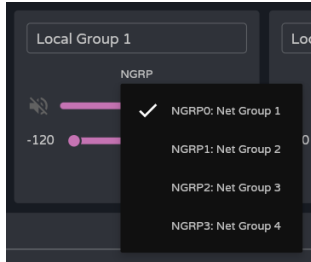 Local Group 1
Lo
NGRP
NGRP0: Net Group 1
-120
NGRP1: Net Group 2
0
NGRP2: Net Group 3
NGRP3: Net Group 4